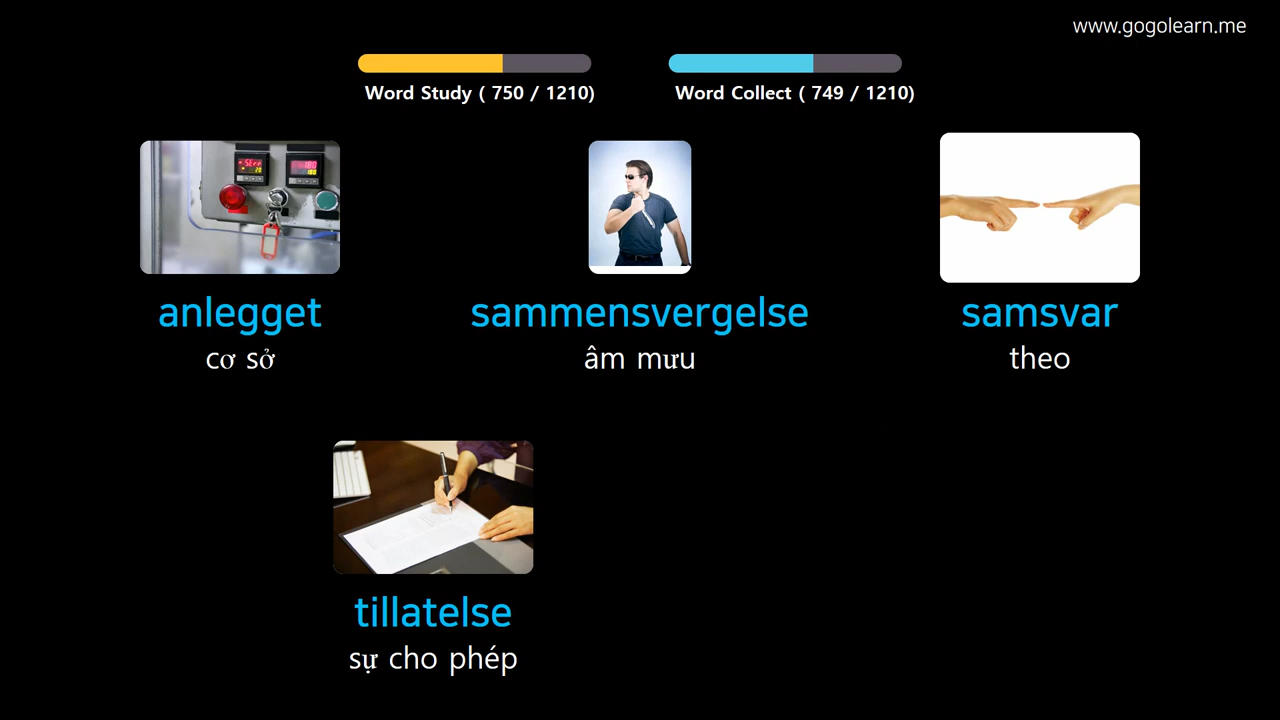 www.gogolearn.me
Word Study ( 750 / 1210)
Word Collect ( 749 / 1210)
anlegget
sammensvergelse
samsvar
cơ sở
âm mưu
theo
tillatelse
sự cho phép